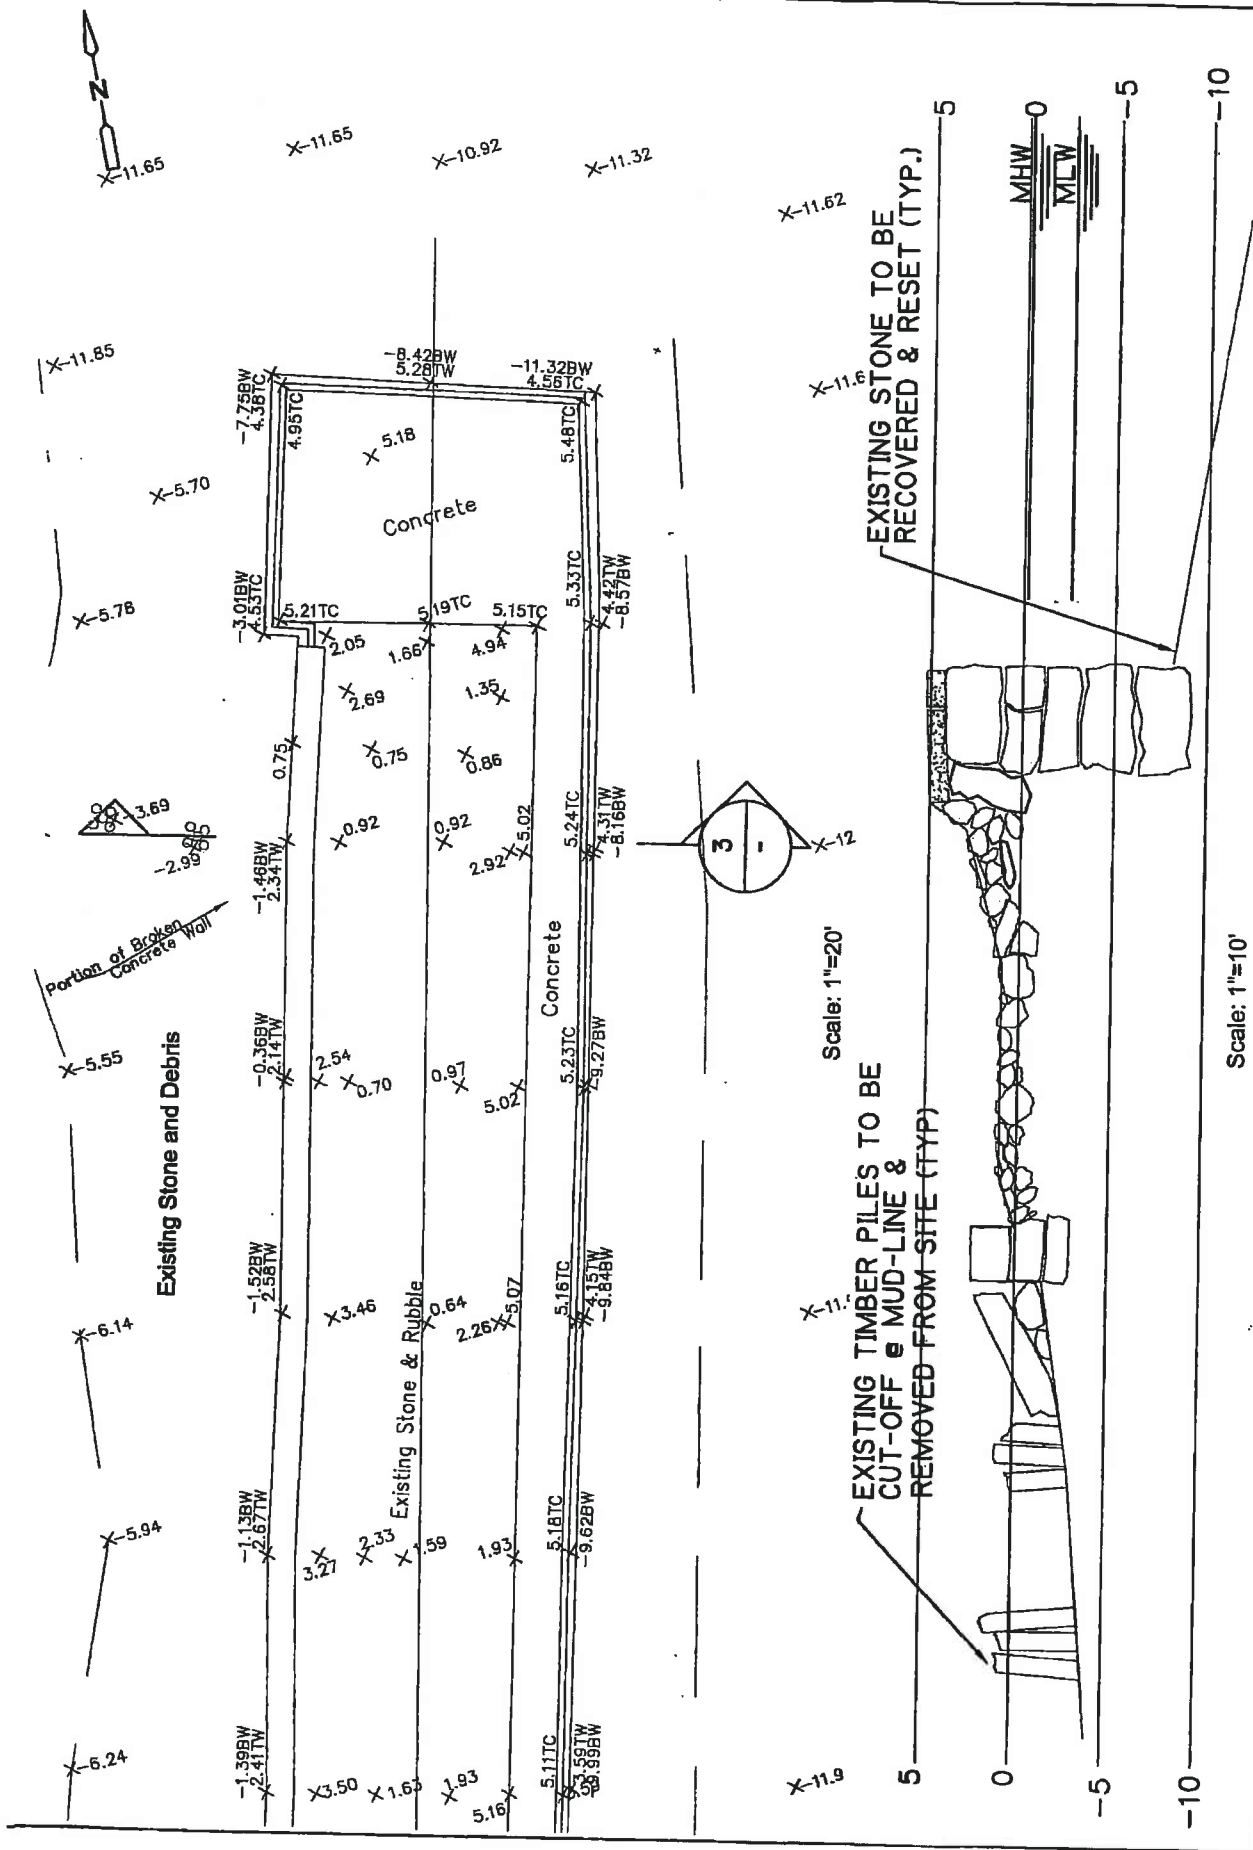 N
X-11.65
X-11.65
X-10.92
X-11.32
X-11.62
X-11.85
-8.42BW
5.28TW
-11.32BW
4.56TC
-7.75BW
4.38TC
4.95TC
5.48TC
X-11.6
5.18
X-5.70
Concrete
-3.01BW
4.53TC
5.33TC
4.42TW
-8.57BW
X-5.78
5.21TC
5.19TC
5.15TC
2.05
1.66
4.94
2.69
1.35
0.75
0.75
0.86
-3.69
-2.99
-1.46BW
2.34TW
0.92
0.92
2.92
5.02
5.24TC
4.31TW
-8.16BW
3
-
X-12
Portion of Broken
Concrete Wall
Concrete
X-5.55
-0.36BW
2.14TW
2.54
0.70
0.97
5.02
5.23TC
-9.27BW
Scale: 1"=20'
Existing Stone and Debris
-1.52BW
2.58TW
3.46
0.64
2.26
5.07
5.16TC
4.15TW
-9.84BW
X-6.14
X-11.
Existing Stone & Rubble
X-5.94
-1.13BW
2.67TW
3.27
2.33
1.59
1.93
5.18TC
-9.62BW
X-6.24
-1.39BW
2.41TW
3.50
1.63
1.93
5.16
5.11TC
3.59TW
-9.99BW
X-11.9
EXISTING STONE TO BE
RECOVERED & RESET (TYP.)
MHW
MLW
5
0
-5
-10
EXISTING TIMBER PILES TO BE
CUT-OFF @ MUD-LINE &
REMOVED FROM SITE (TYP)
5
0
-5
-10
Scale: 1"=10'